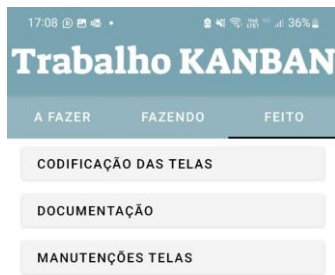 17:08
36%
Trabalho KANBAN
A FAZER FAZENDO FEITO
CODIFICAÇÃO DAS TELAS
DOCUMENTAÇÃO
MANUTENÇÕES TELAS